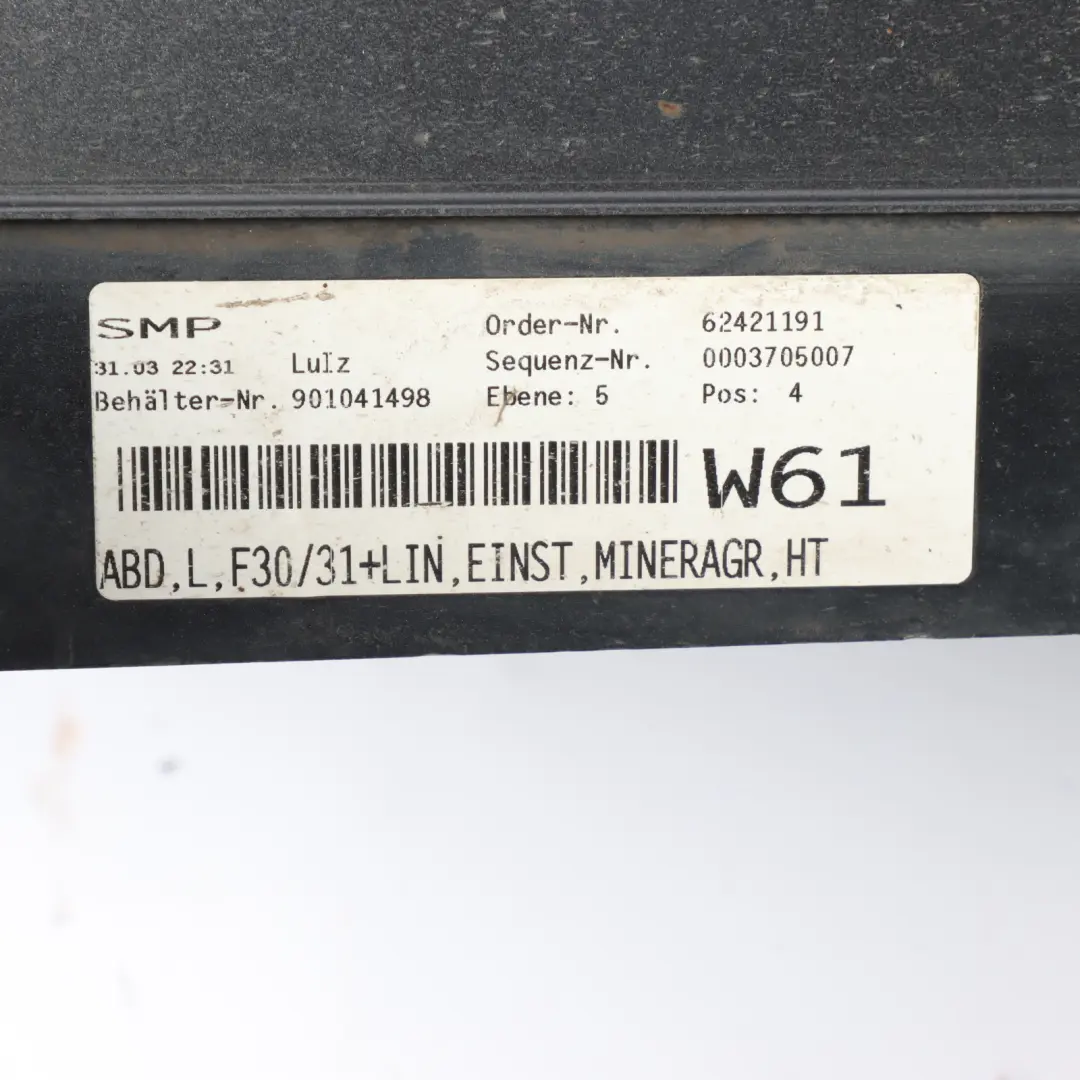 SMP
Order-Nr. 62421191
31.03 22:31 LuIz Sequenz-Nr. 0003705007
Behälter-Nr. 901041498 Ebene: 5 Pos: 4
W61
ABD,L,F30/31+LIN,EINST,MINERAGR,HT